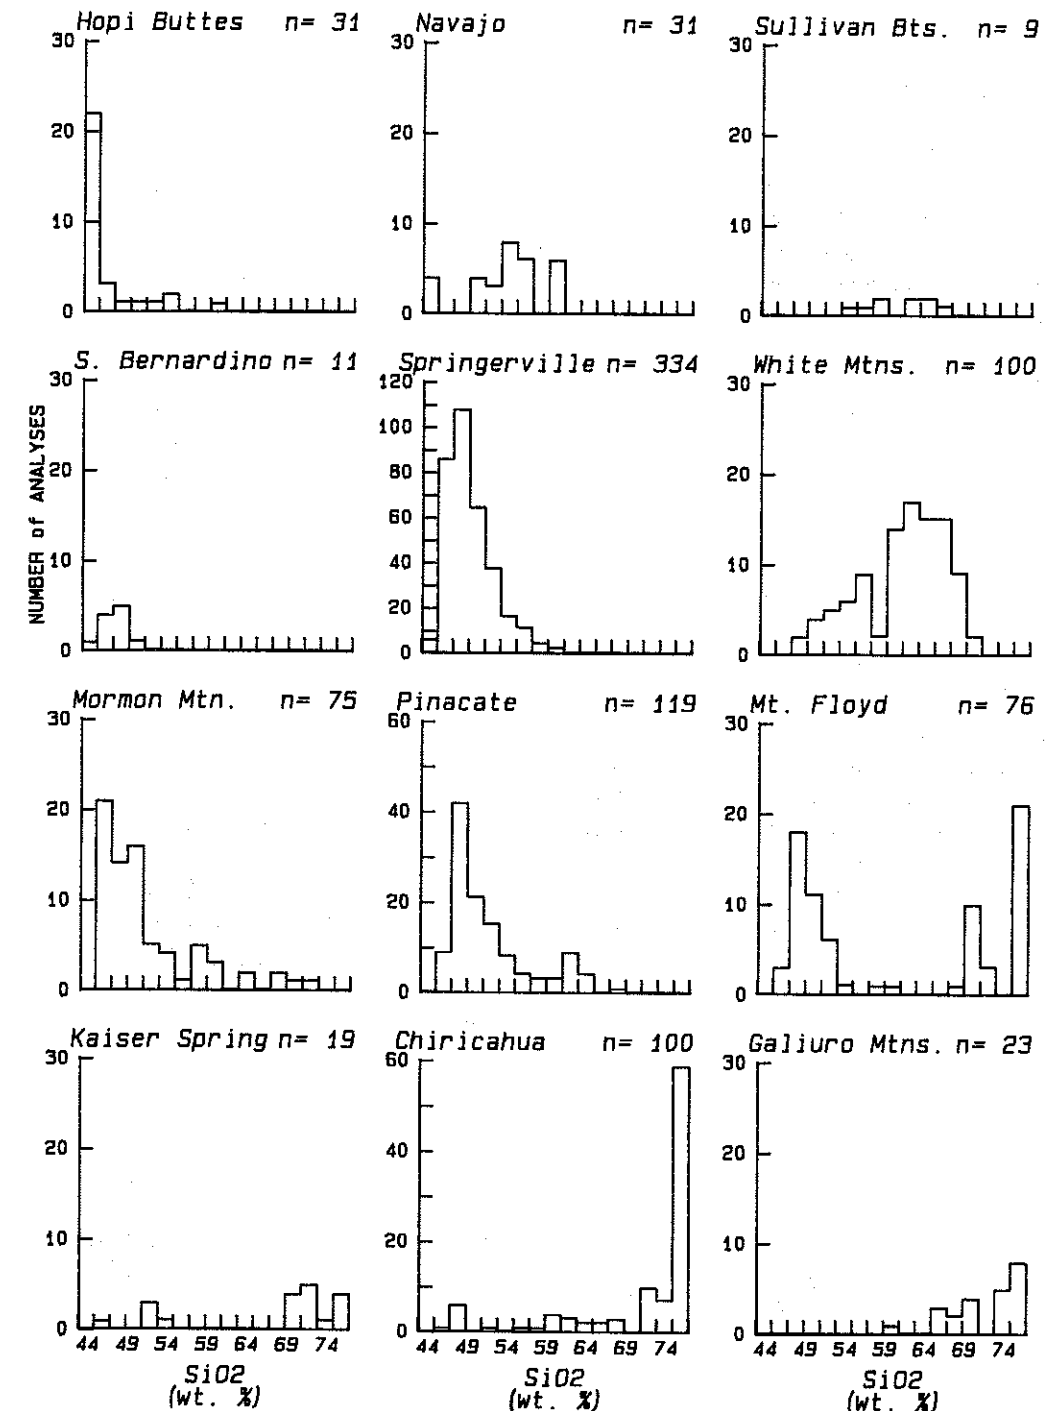 Hopi Buttes n= 31
30
20
10
0
Navajo n= 31
30
20
10
0
Sullivan Bts. n= 9
30
20
10
0
NUMBER of ANALYSES
S. Bernardino n= 11
30
20
10
0
Springerville n= 334
120
100
80
60
40
20
0
White Mtns. n= 100
30
20
10
0
Mormon Mtn. n= 75
30
20
10
0
Pinacate n= 119
60
40
20
0
Mt. Floyd n= 76
30
20
10
0
Kaiser Spring n= 19
30
20
10
0
44 49 54 59 64 69 74
SiO2
(wt. %)
Chiricahua n= 100
60
40
20
0
44 49 54 59 64 69 74
SiO2
(wt. %)
Galiuro Mtns. n= 23
30
20
10
0
44 49 54 59 64 69 74
SiO2
(wt. %)